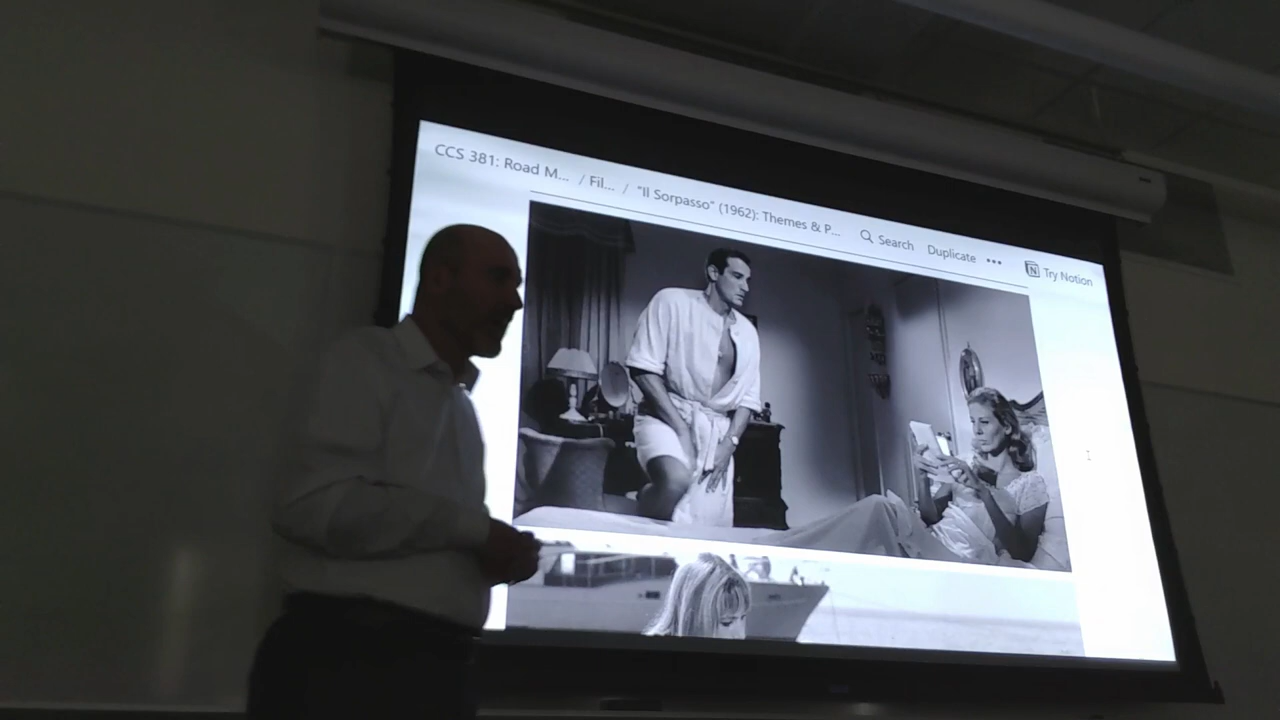 CCS 381: Road M... / Fil... / "Il Sorpasso" (1962): Themes & P... Search Duplicate ••• N Try Notion